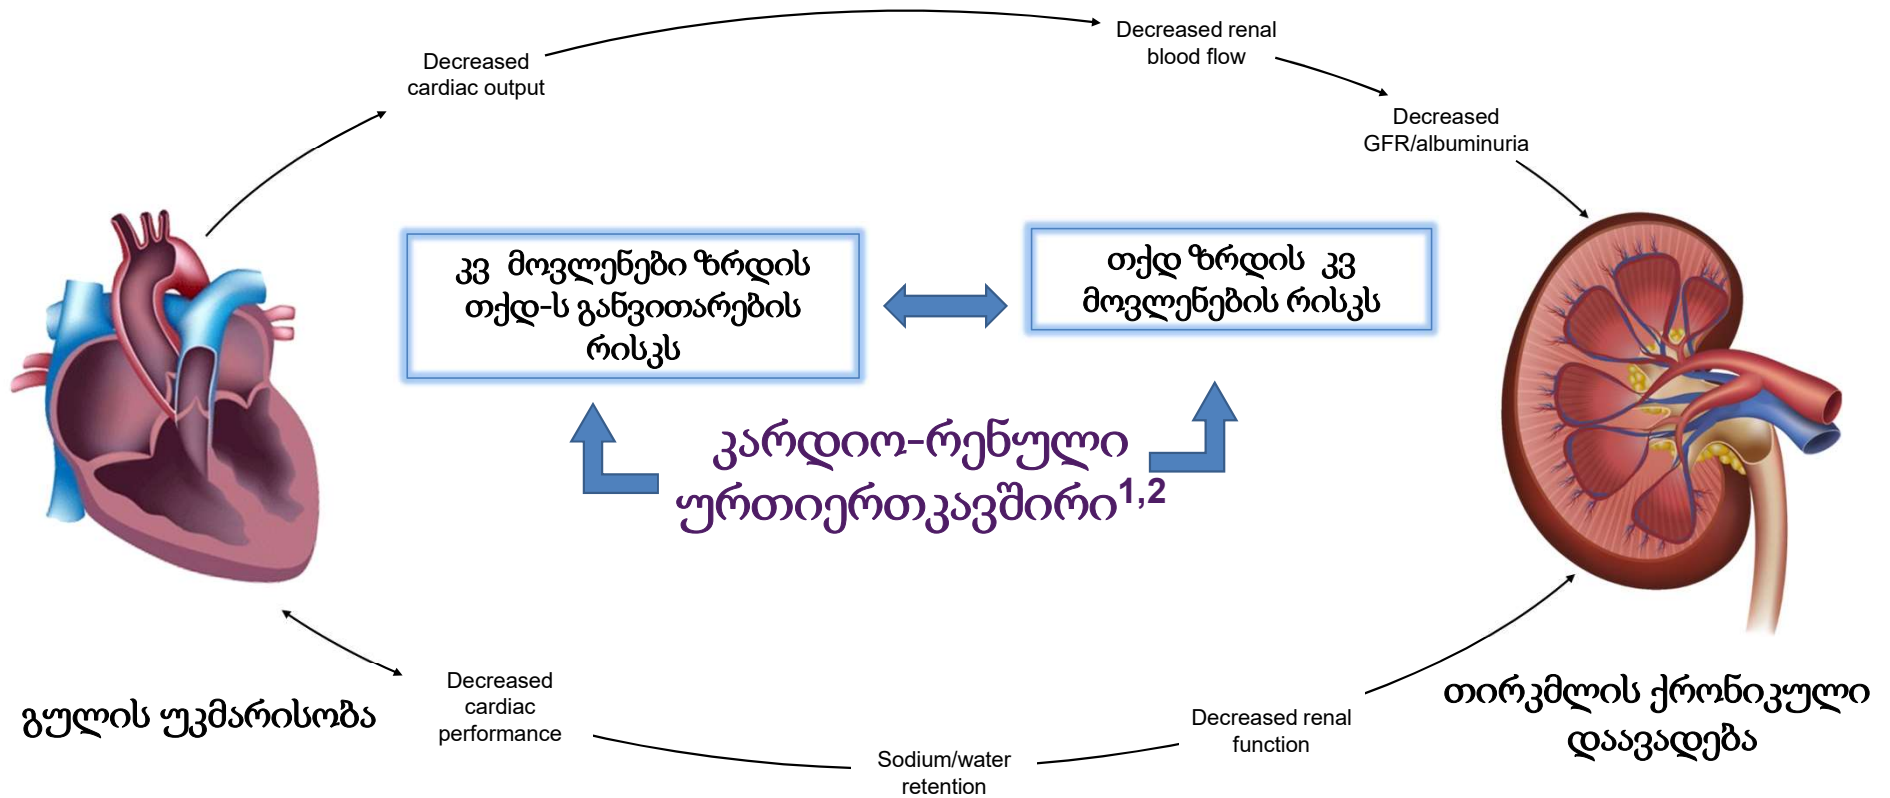 Decreased
cardiac output
Decreased renal
blood flow
Decreased
GFR/albuminuria
კვ მოვლენები ზრდის
თქდ-ს განვითარების
რისკს
თქდ ზრდის კვ
მოვლენების რისკს
კარდიო-რენული
ურთიერთკავშირი1,2
გულის უკმარისობა
თირკმლის ქრონიკული
დაავადება
Decreased
cardiac
performance
Sodium/water
retention
Decreased renal
function